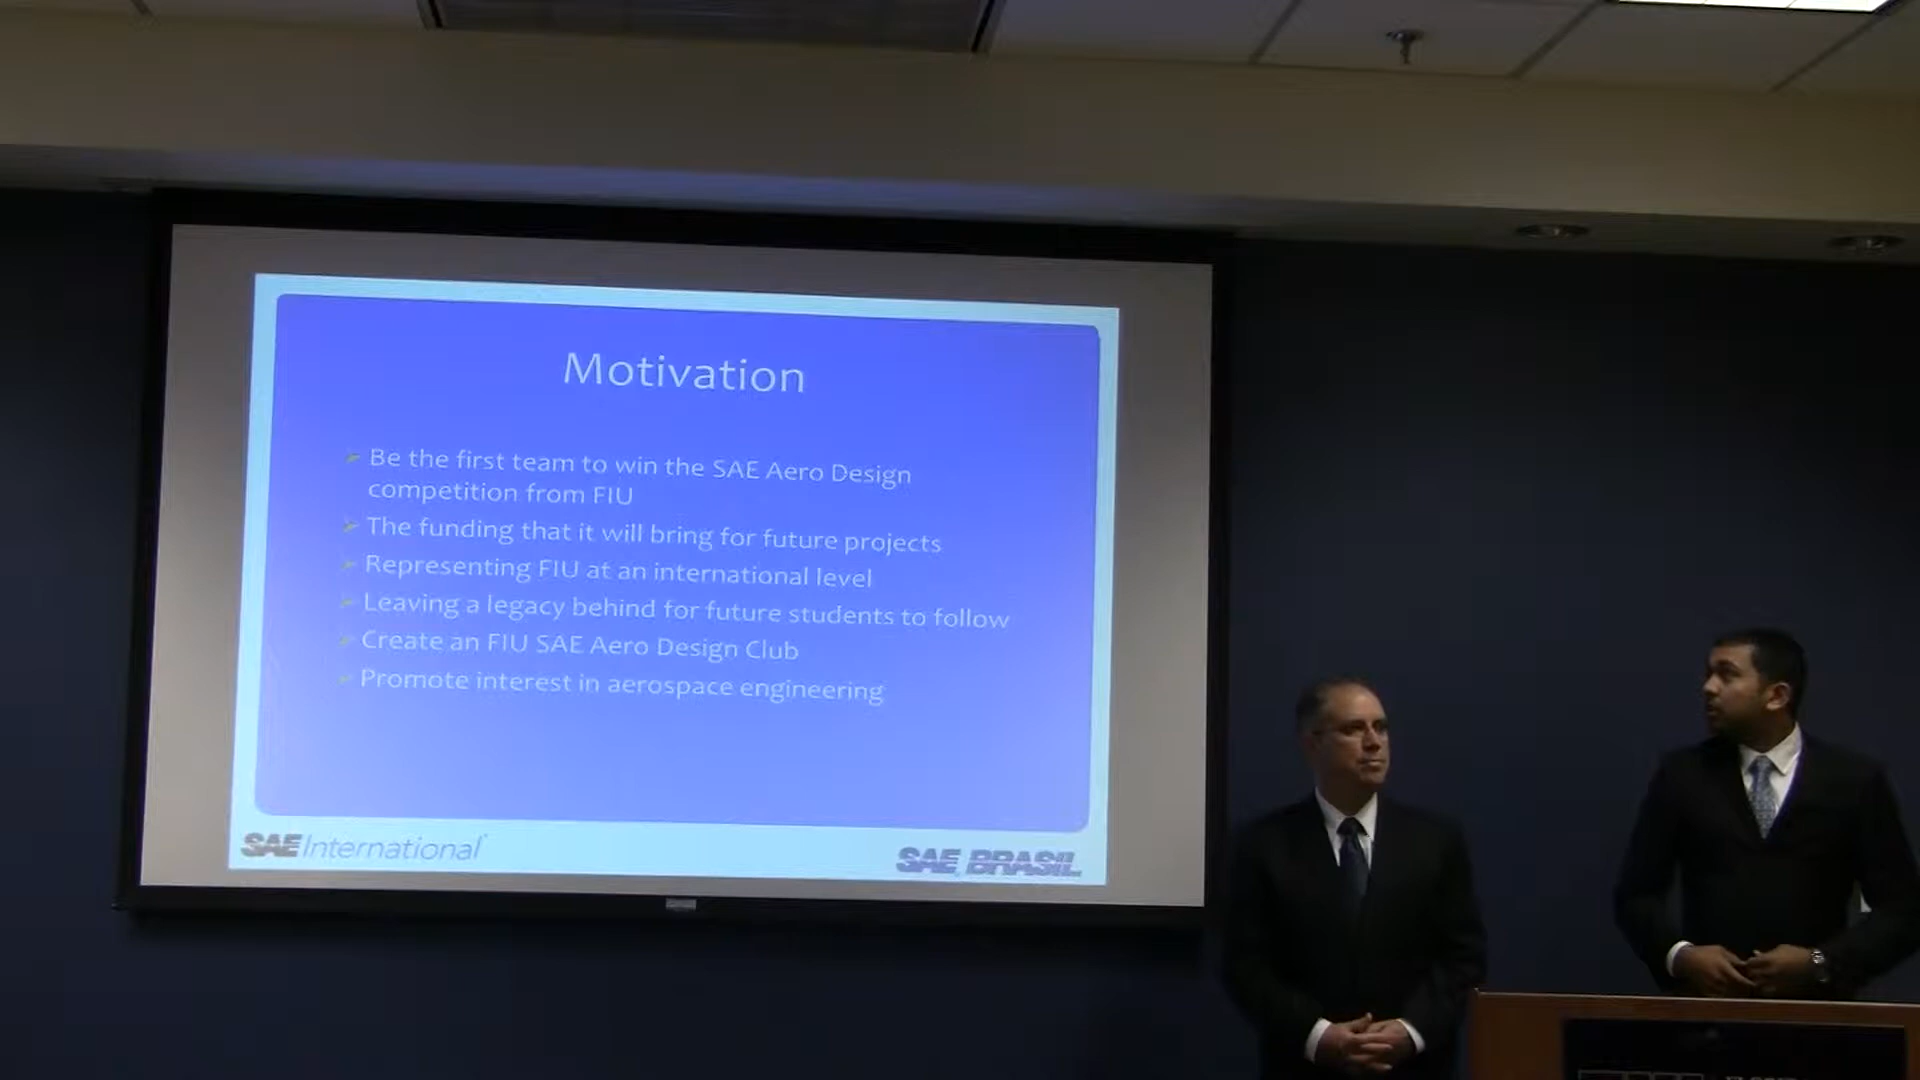 Motivation
Be the first team to win the SAE Aero Design
competition from FIU
The funding that it will bring for future projects
Representing FIU at an international level
Leaving a legacy behind for future students to follow
Create an FIU SAE Aero Design Club
Promote interest in aerospace engineering
SAE International
SAE BRASIL